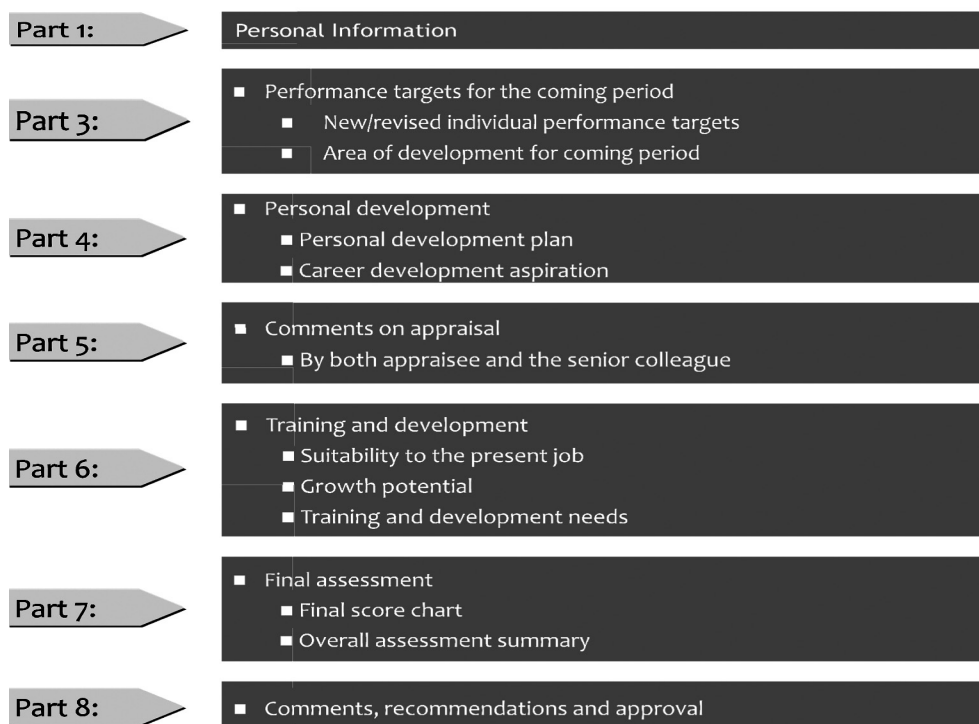 Part 1:
Personal Information
Part 3:
■ Performance targets for the coming period
■ New/revised individual performance targets
■ Area of development for coming period
Part 4:
■ Personal development
■ Personal development plan
■ Career development aspiration
Part 5:
■ Comments on appraisal
■ By both appraisee and the senior colleague
Part 6:
■ Training and development
■ Suitability to the present job
■ Growth potential
■ Training and development needs
Part 7:
■ Final assessment
■ Final score chart
■ Overall assessment summary
Part 8:
■ Comments, recommendations and approval